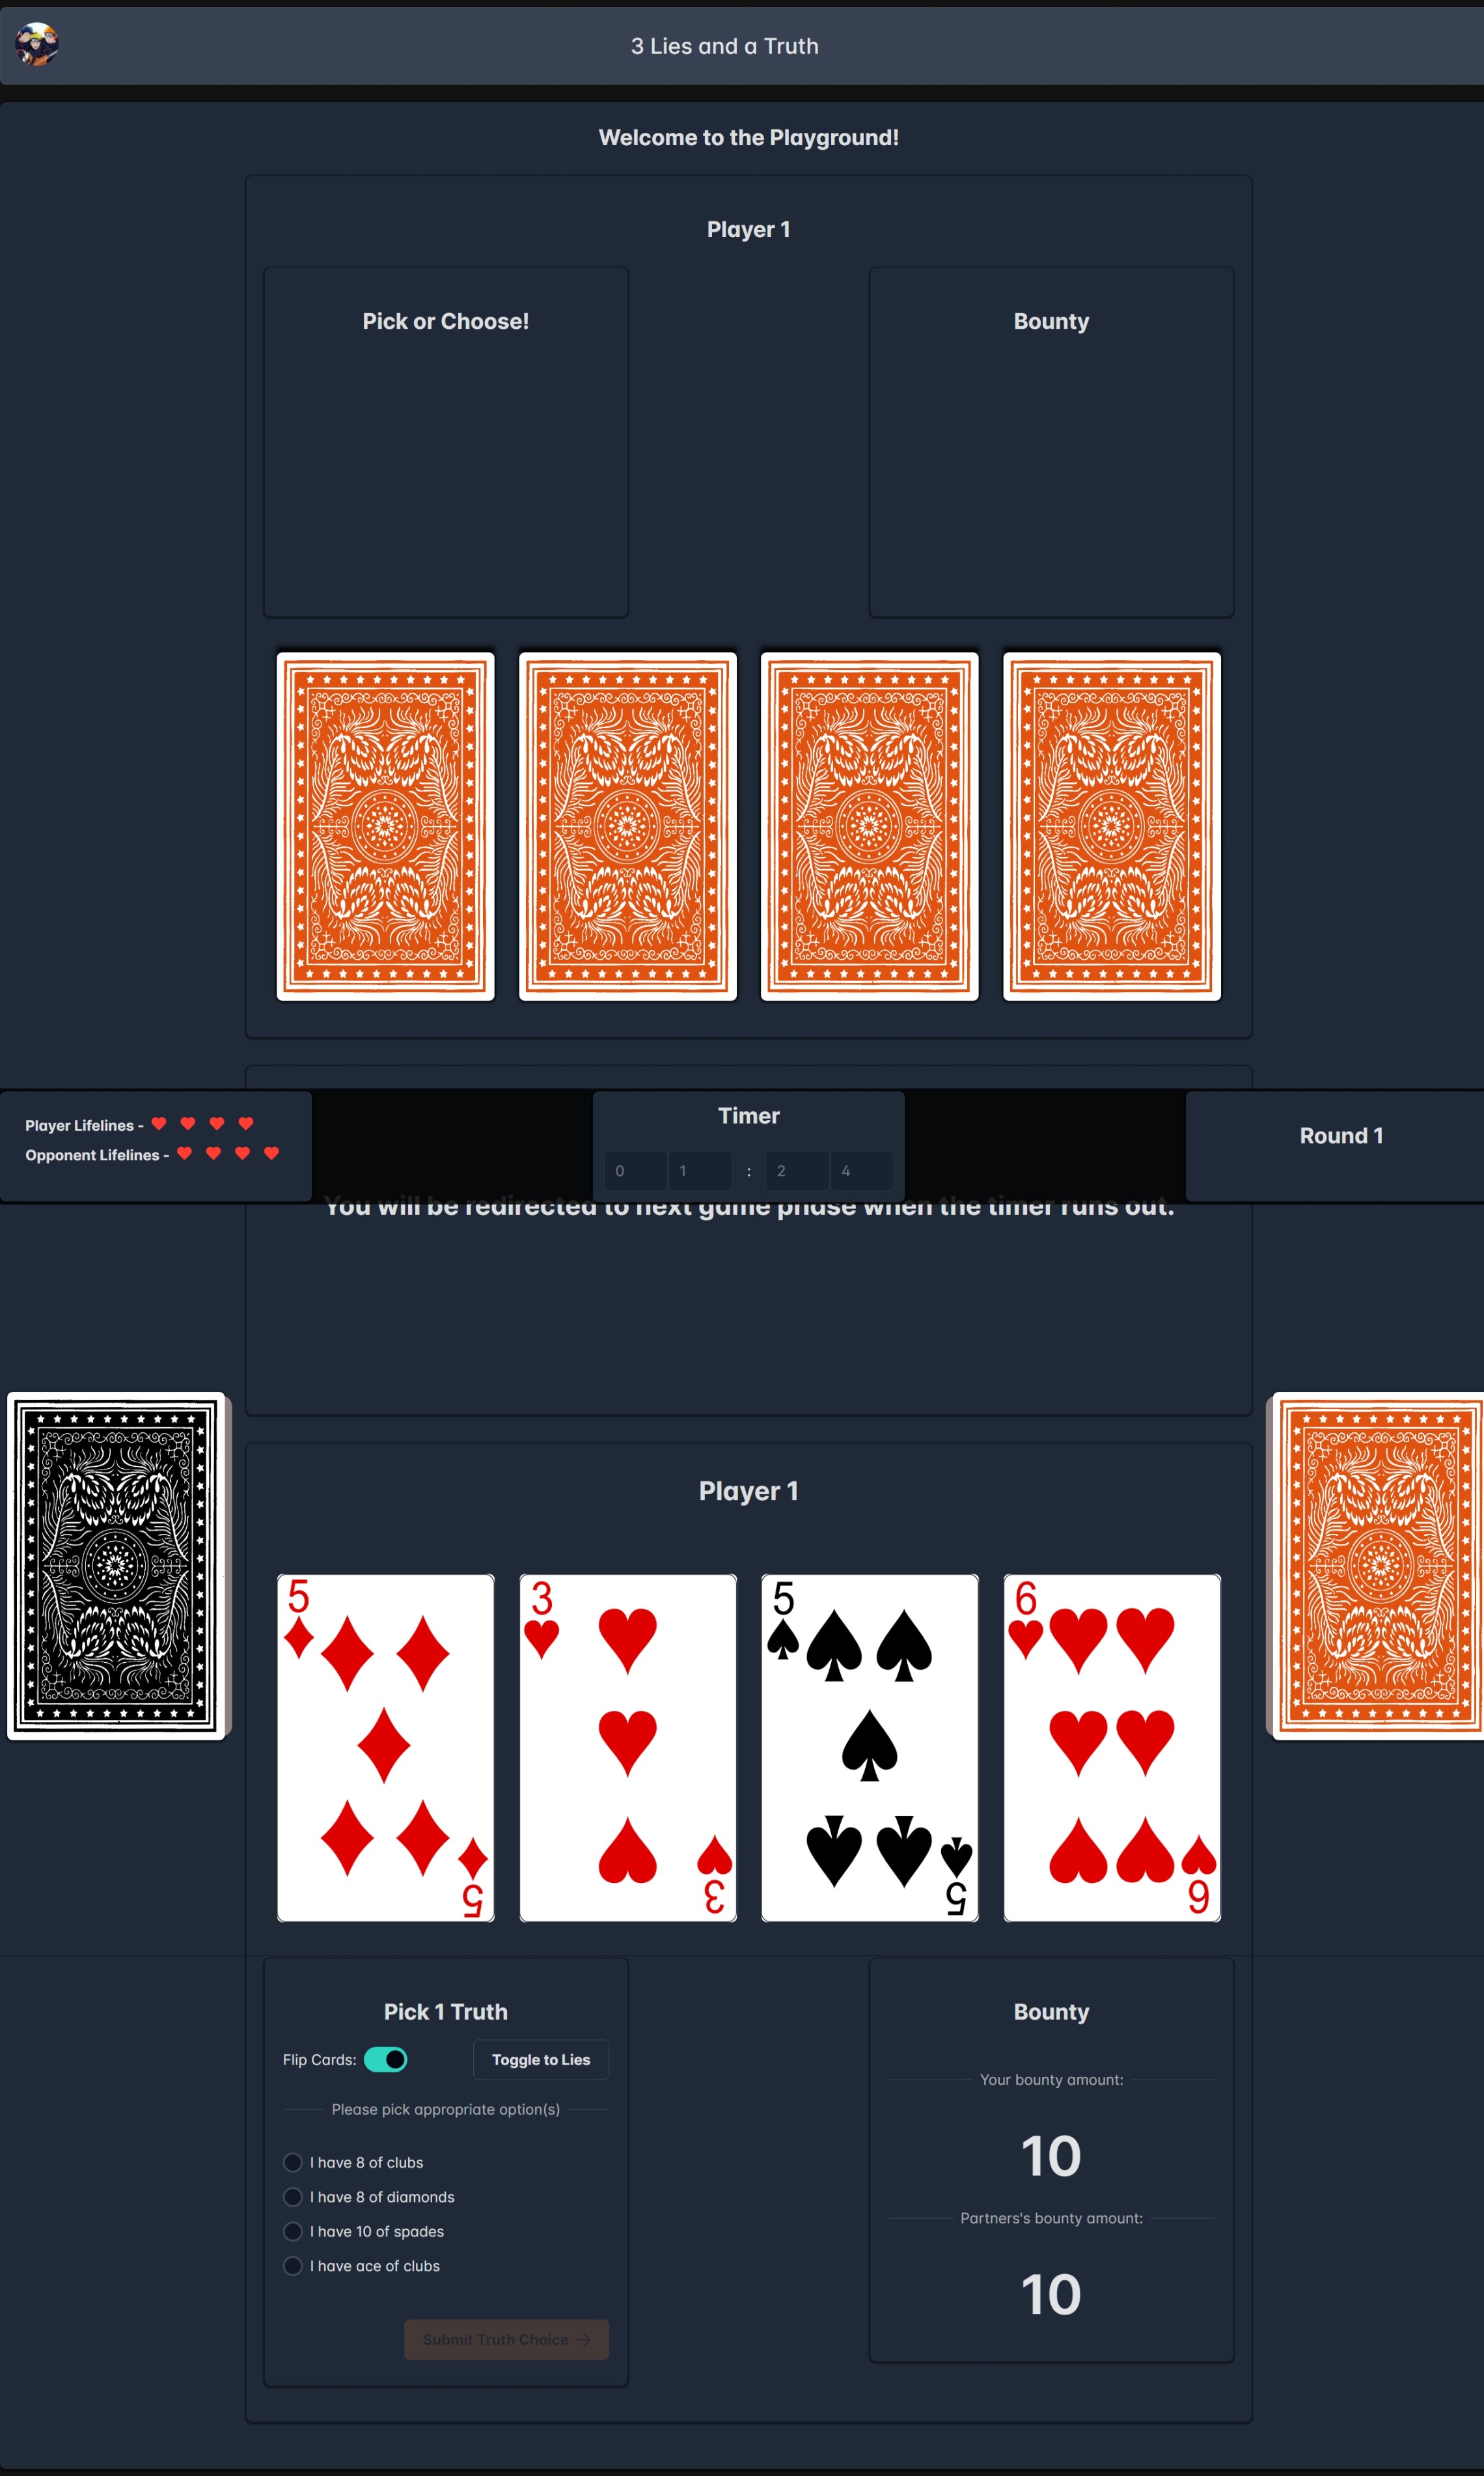 3 Lies and a Truth
Welcome to the Playground!
Player 1
Pick or Choose!
Bounty
Player Lifelines -
Opponent Lifelines -
Timer
0 1 : 2 4
Round 1
You will be redirected to next game phase when the timer runs out.
Player 1
5 3 5 6
5 3 5 6
Pick 1 Truth
Flip Cards:
Toggle to Lies
Please pick appropriate option(s)
I have 8 of clubs
I have 8 of diamonds
I have 10 of spades
I have ace of clubs
Submit Truth Choice →
Bounty
Your bounty amount:
10
Partners's bounty amount:
10